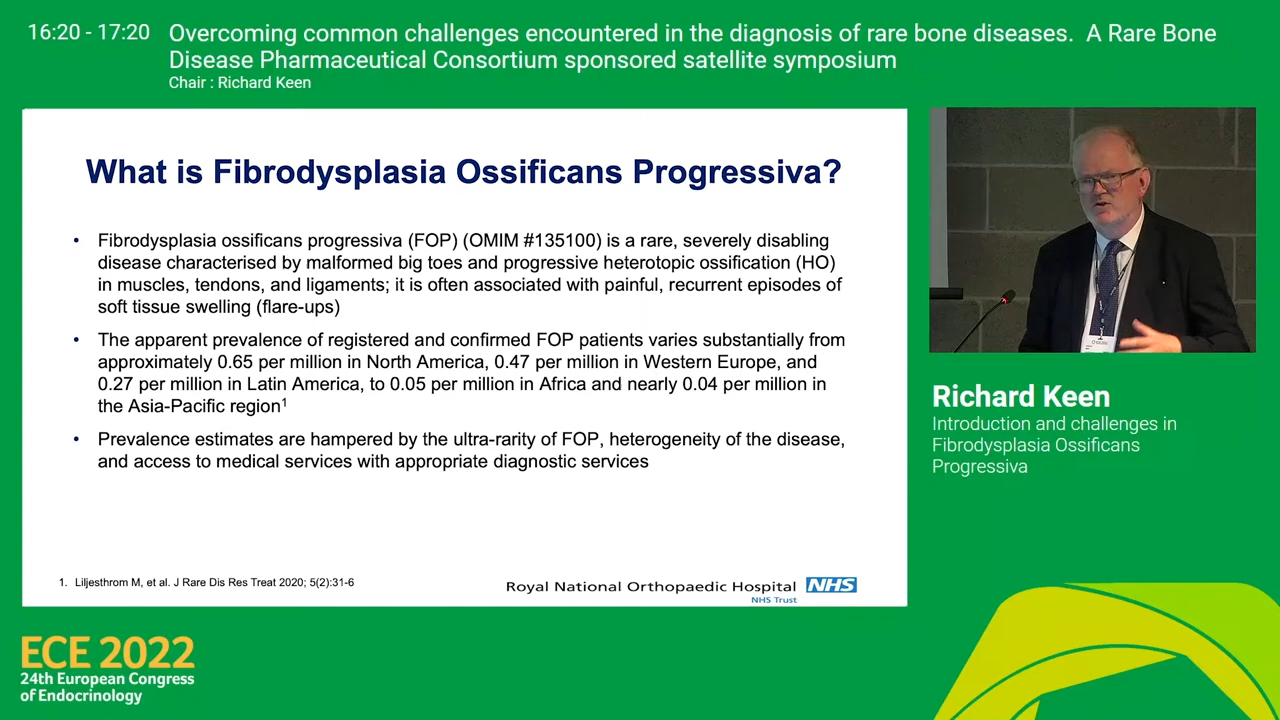 16:20 - 17:20
Overcoming common challenges encountered in the diagnosis of rare bone diseases.  A Rare Bone
Disease Pharmaceutical Consortium sponsored satellite symposium
Chair : Richard Keen
What is Fibrodysplasia Ossificans Progressiva?
• Fibrodysplasia ossificans progressiva (FOP) (OMIM #135100) is a rare, severely disabling
disease characterised by malformed big toes and progressive heterotopic ossification (HO)
in muscles, tendons, and ligaments; it is often associated with painful, recurrent episodes of
soft tissue swelling (flare-ups)
• The apparent prevalence of registered and confirmed FOP patients varies substantially from
approximately 0.65 per million in North America, 0.47 per million in Western Europe, and
0.27 per million in Latin America, to 0.05 per million in Africa and nearly 0.04 per million in
the Asia-Pacific region¹
• Prevalence estimates are hampered by the ultra-rarity of FOP, heterogeneity of the disease,
and access to medical services with appropriate diagnostic services
1. Liljesthrom M, et al. J Rare Dis Res Treat 2020; 5(2):31-6
Royal National Orthopaedic Hospital NHS
NHS Trust
Richard Keen
Introduction and challenges in
Fibrodysplasia Ossificans
Progressiva
ECE 2022
24th European Congress
of Endocrinology